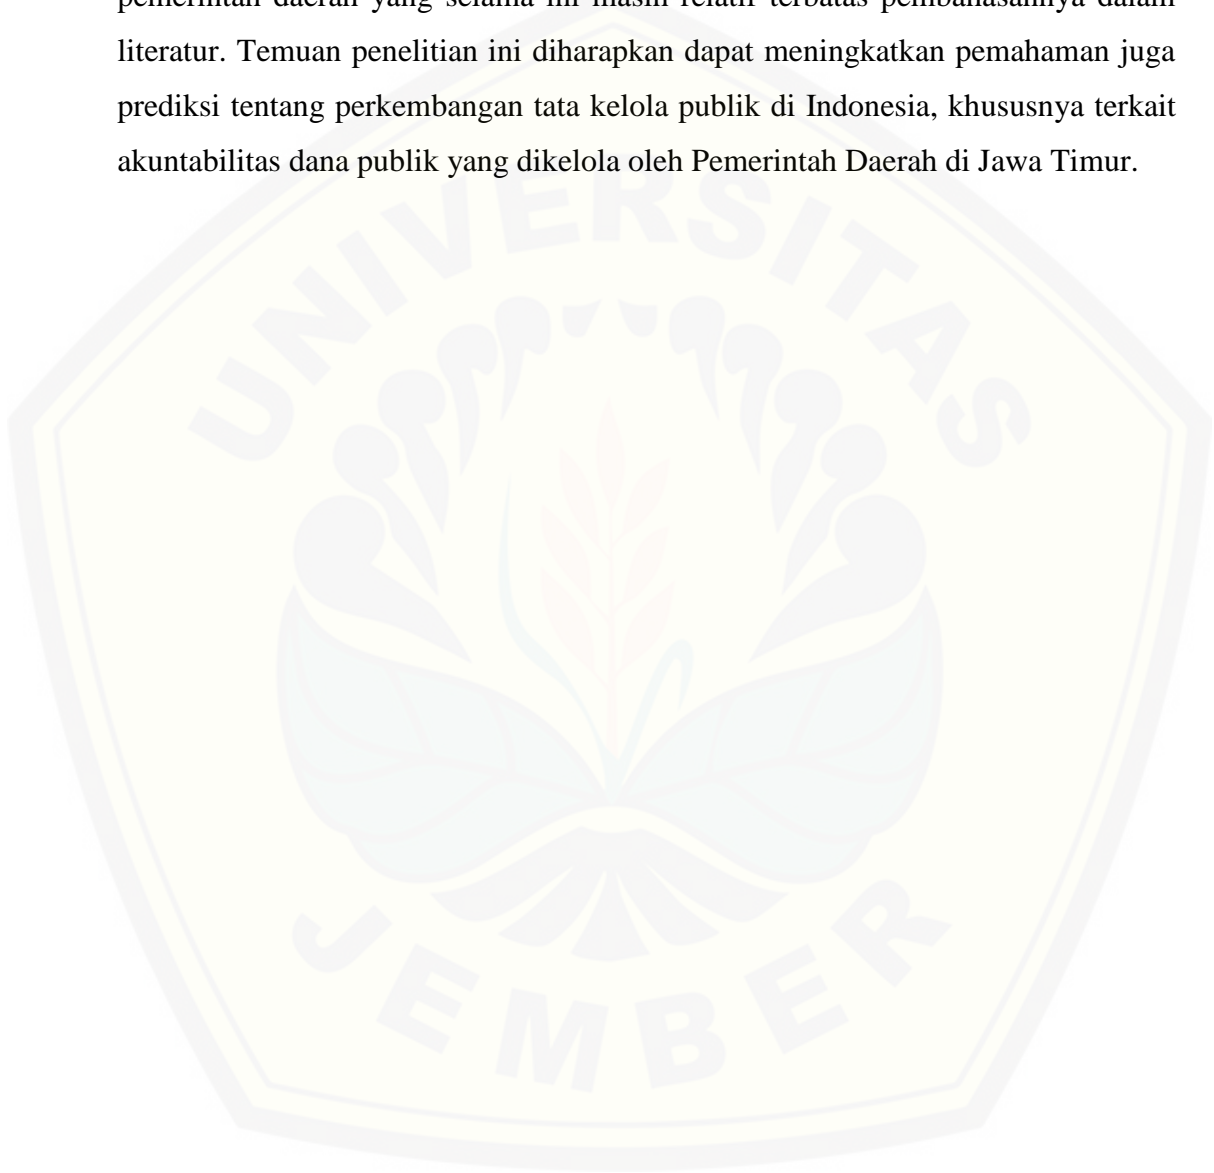 pemerintah daerah yang selama ini masih relatif terbatas pembahasannya dalam
literatur. Temuan penelitian ini diharapkan dapat meningkatkan pemahaman juga
prediksi tentang perkembangan tata kelola publik di Indonesia, khususnya terkait
akuntabilitas dana publik yang dikelola oleh Pemerintah Daerah di Jawa Timur.
UNIVERSITAS
JEMBER